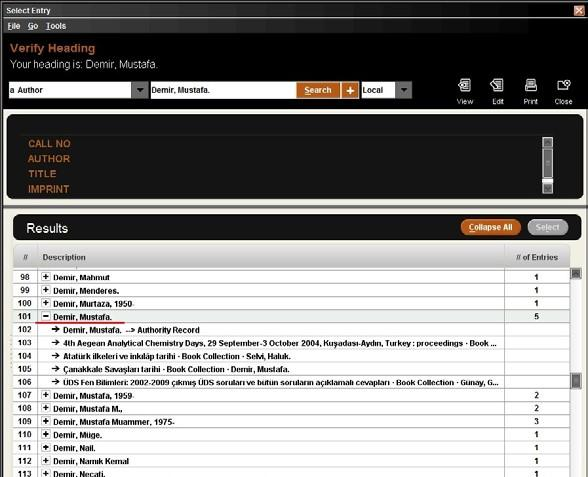 Select Entry
File Go Tools
Verify Heading
Your heading is: Demir, Mustafa.
a Author Demir, Mustafa. Search + Local
View Edit Print Close
CALL NO
AUTHOR
TITLE
IMPRINT
Results Collapse All Select
# Description # of Entries
98 + Demir, Mahmut 1
99 + Demir, Menderes. 1
100 + Demir, Murtaza, 1950- 1
101 − Demir, Mustafa. 5
102 → Demir, Mustafa. --> Authority Record
103 → 4th Aegean Analytical Chemistry Days, 29 September-3 October 2004, Kuşadası-Aydın, Turkey : proceedings · Book ...
104 → Atatürk ilkeleri ve inkılâp tarihi · Book Collection · Selvi, Haluk.
105 → Çanakkale Savaşları tarihi · Book Collection · Demir, Mustafa.
106 → ÜDS Fen Bilimleri: 2002-2009 çıkmış ÜDS soruları ve bütün soruların açıklamalı cevapları · Book Collection · Günay, G...
107 + Demir, Mustafa, 1959- 2
108 + Demir, Mustafa M., 2
109 + Demir, Mustafa Muammer, 1975- 3
110 + Demir, Müge. 1
111 + Demir, Nail. 1
112 + Demir, Namık Kemal 1
113 + Demir, Necati. 1